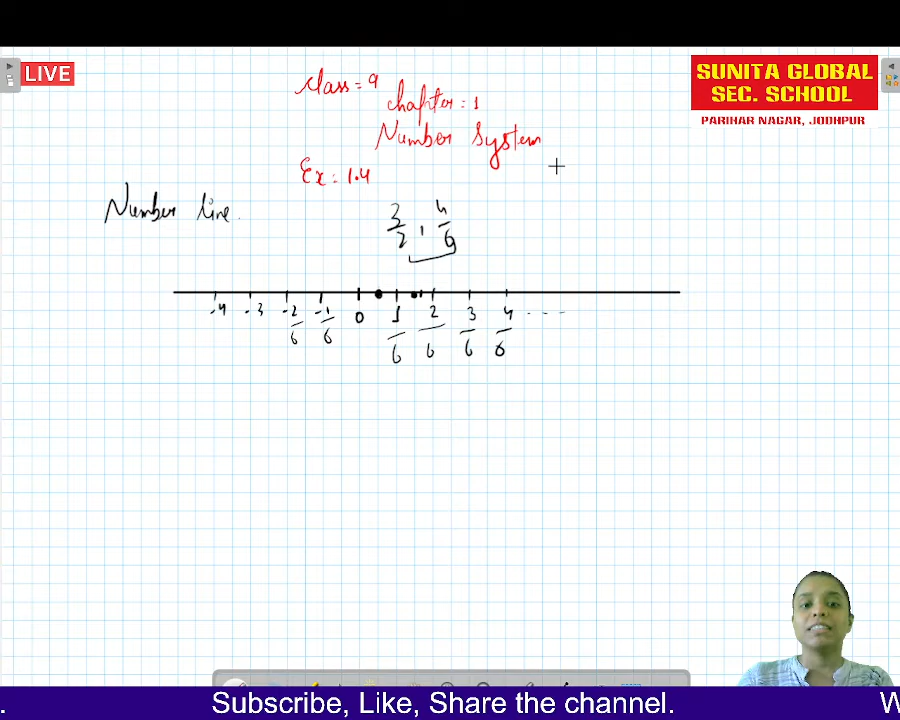 LIVE
Class = 9
Chapter : 1
Number System
Ex : 1.4
SUNITA GLOBAL
SEC. SCHOOL
PARIHAR NAGAR, JODHPUR
Number line.
3/2 , 4/6
-4 -3 -2/6 -1/6 0 1/6 2/6 3/6 4/6 ...
. Subscribe, Like, Share the channel. W